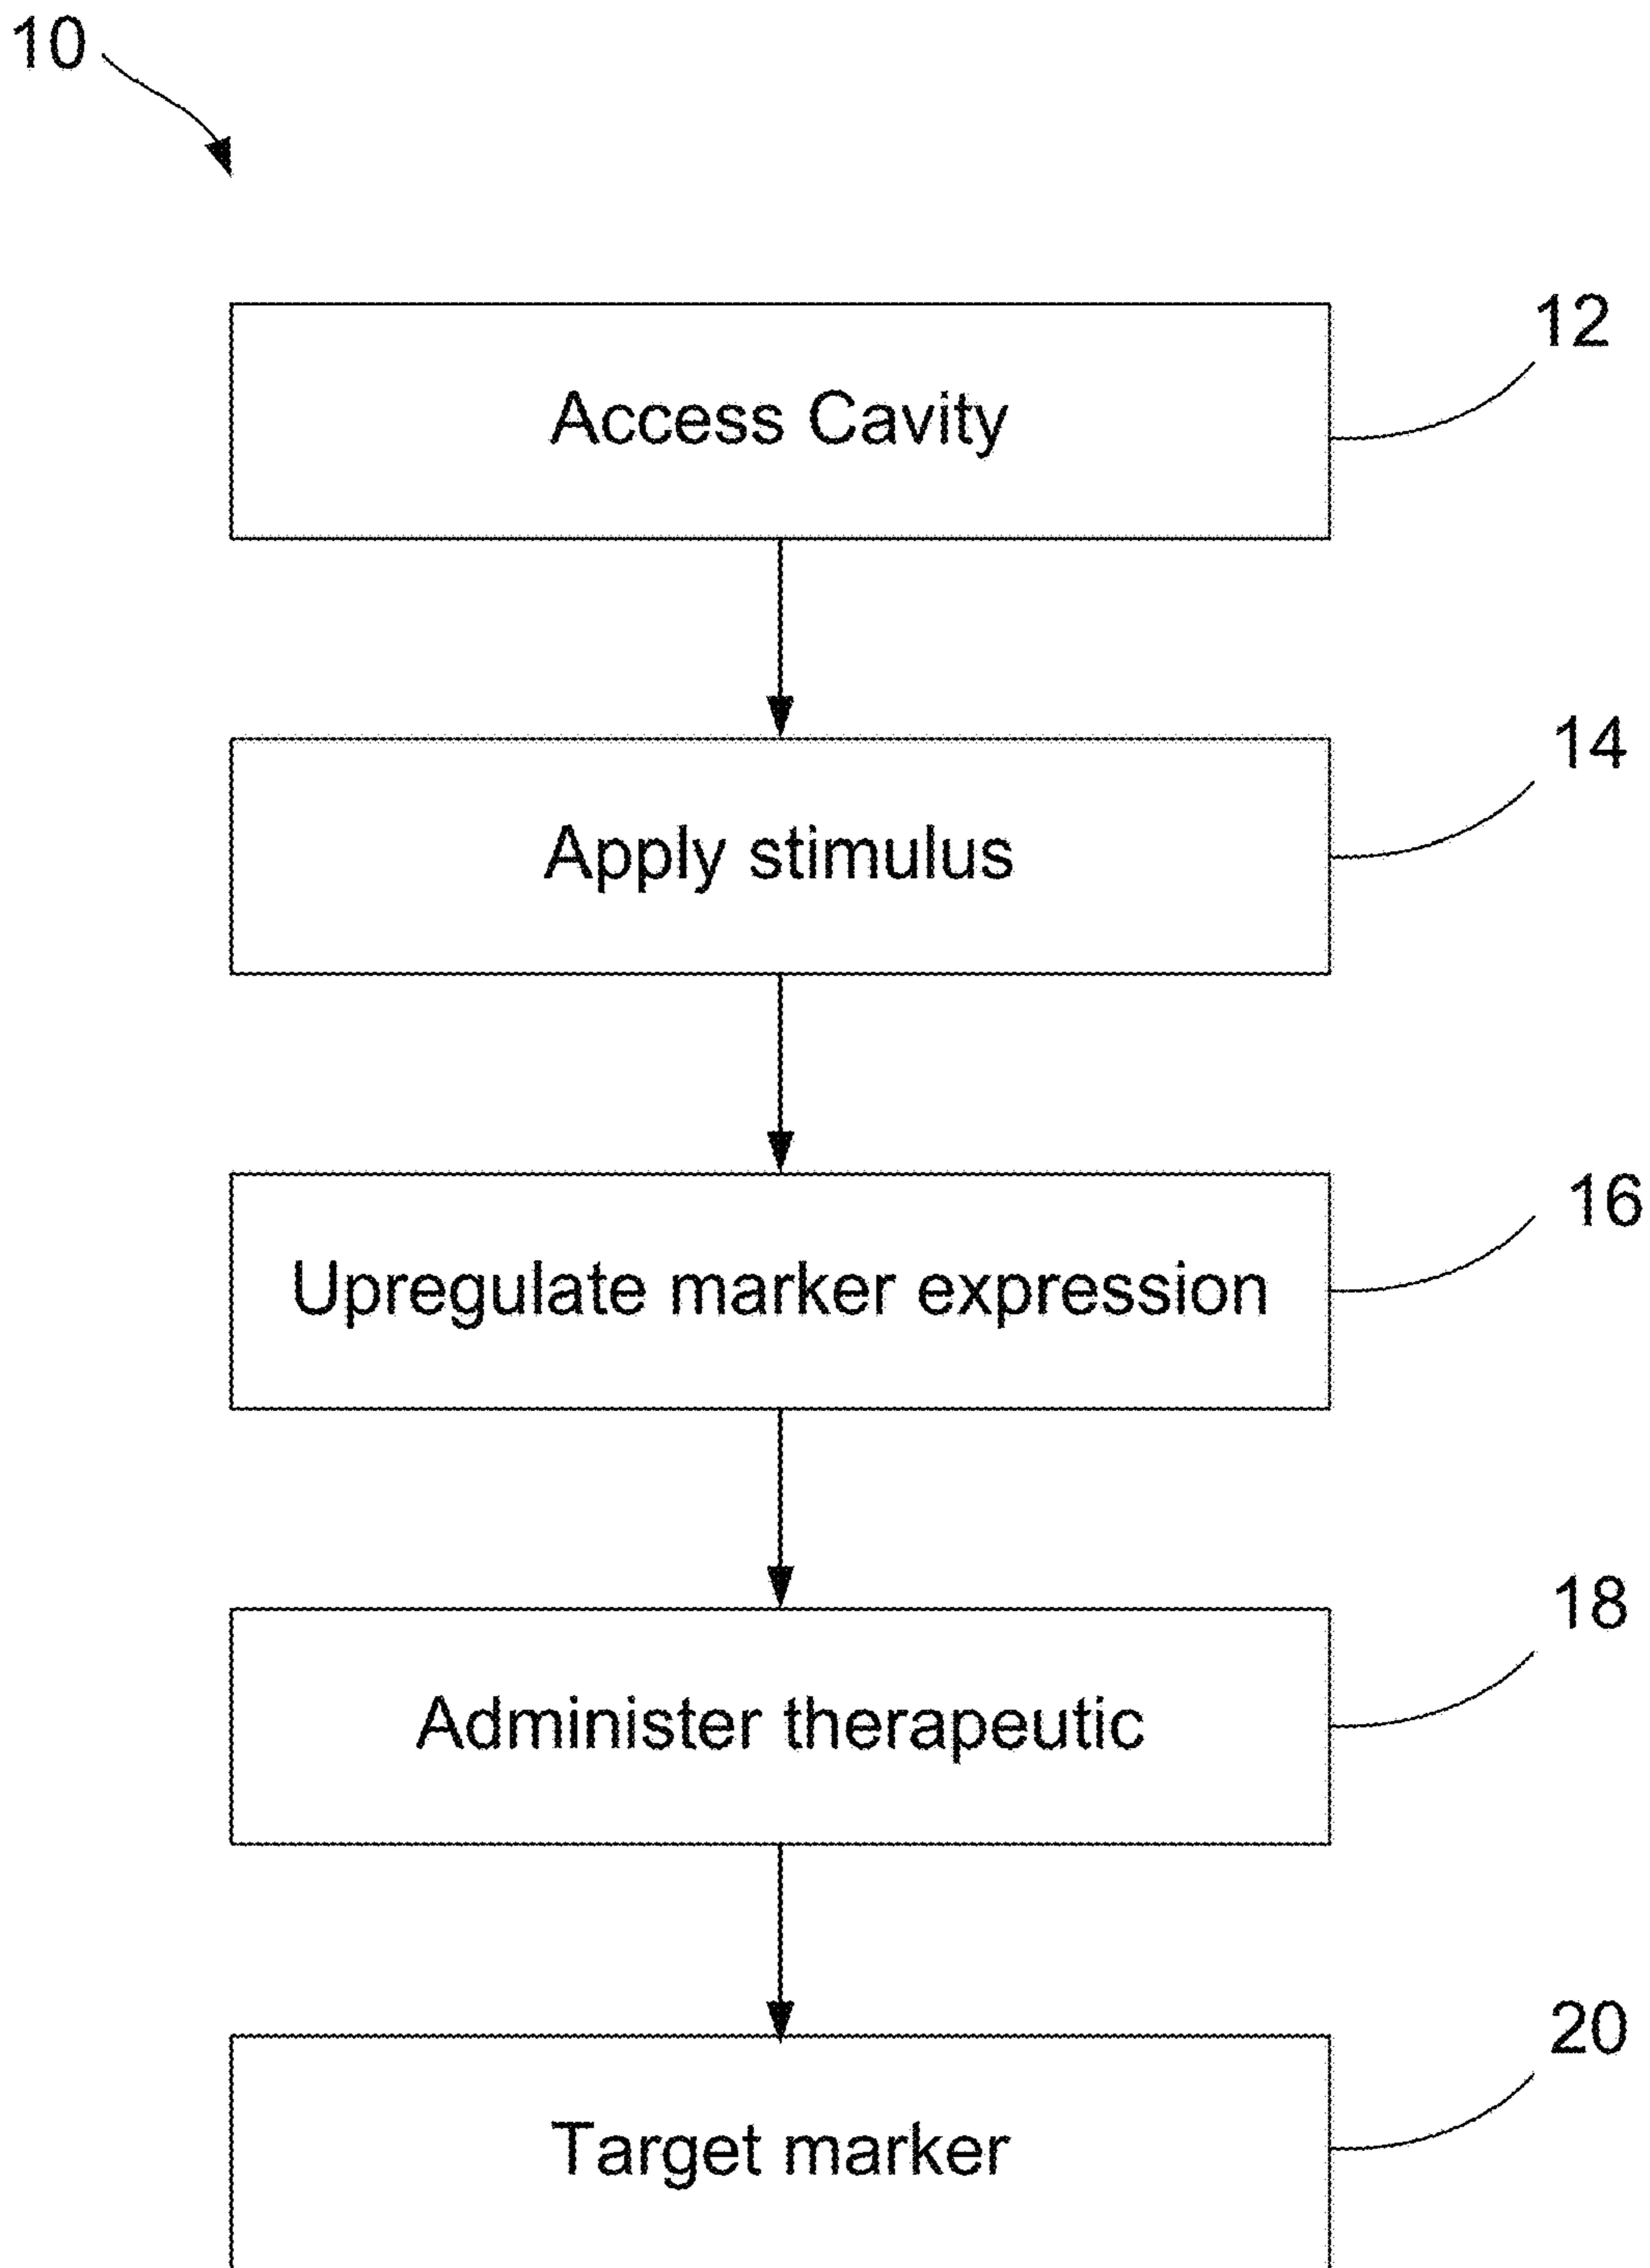 10
12
Access Cavity
14
Apply stimulus
16
Upregulate marker expression
18
Administer therapeutic
20
Target marker